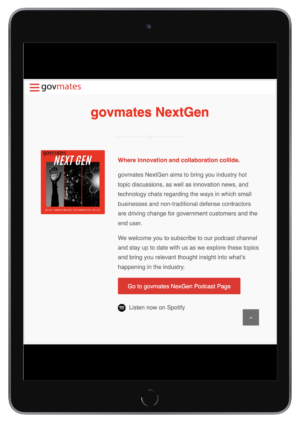 govmates
govmates NextGen
govmates
NEXT GEN
Where innovation and collaboration collide.
govmates NextGen aims to bring you industry hot
topic discussions, as well as innovation news, and
technology chats regarding the ways in which small
businesses and non-traditional defense contractors
are driving change for government customers and the
end user.
We welcome you to subscribe to our podcast channel
and stay up to date with us as we explore these topics
and bring you relevant thought insight into what's
happening in the industry.
Go to govmates NexGen Podcast Page
Listen now on Spotify